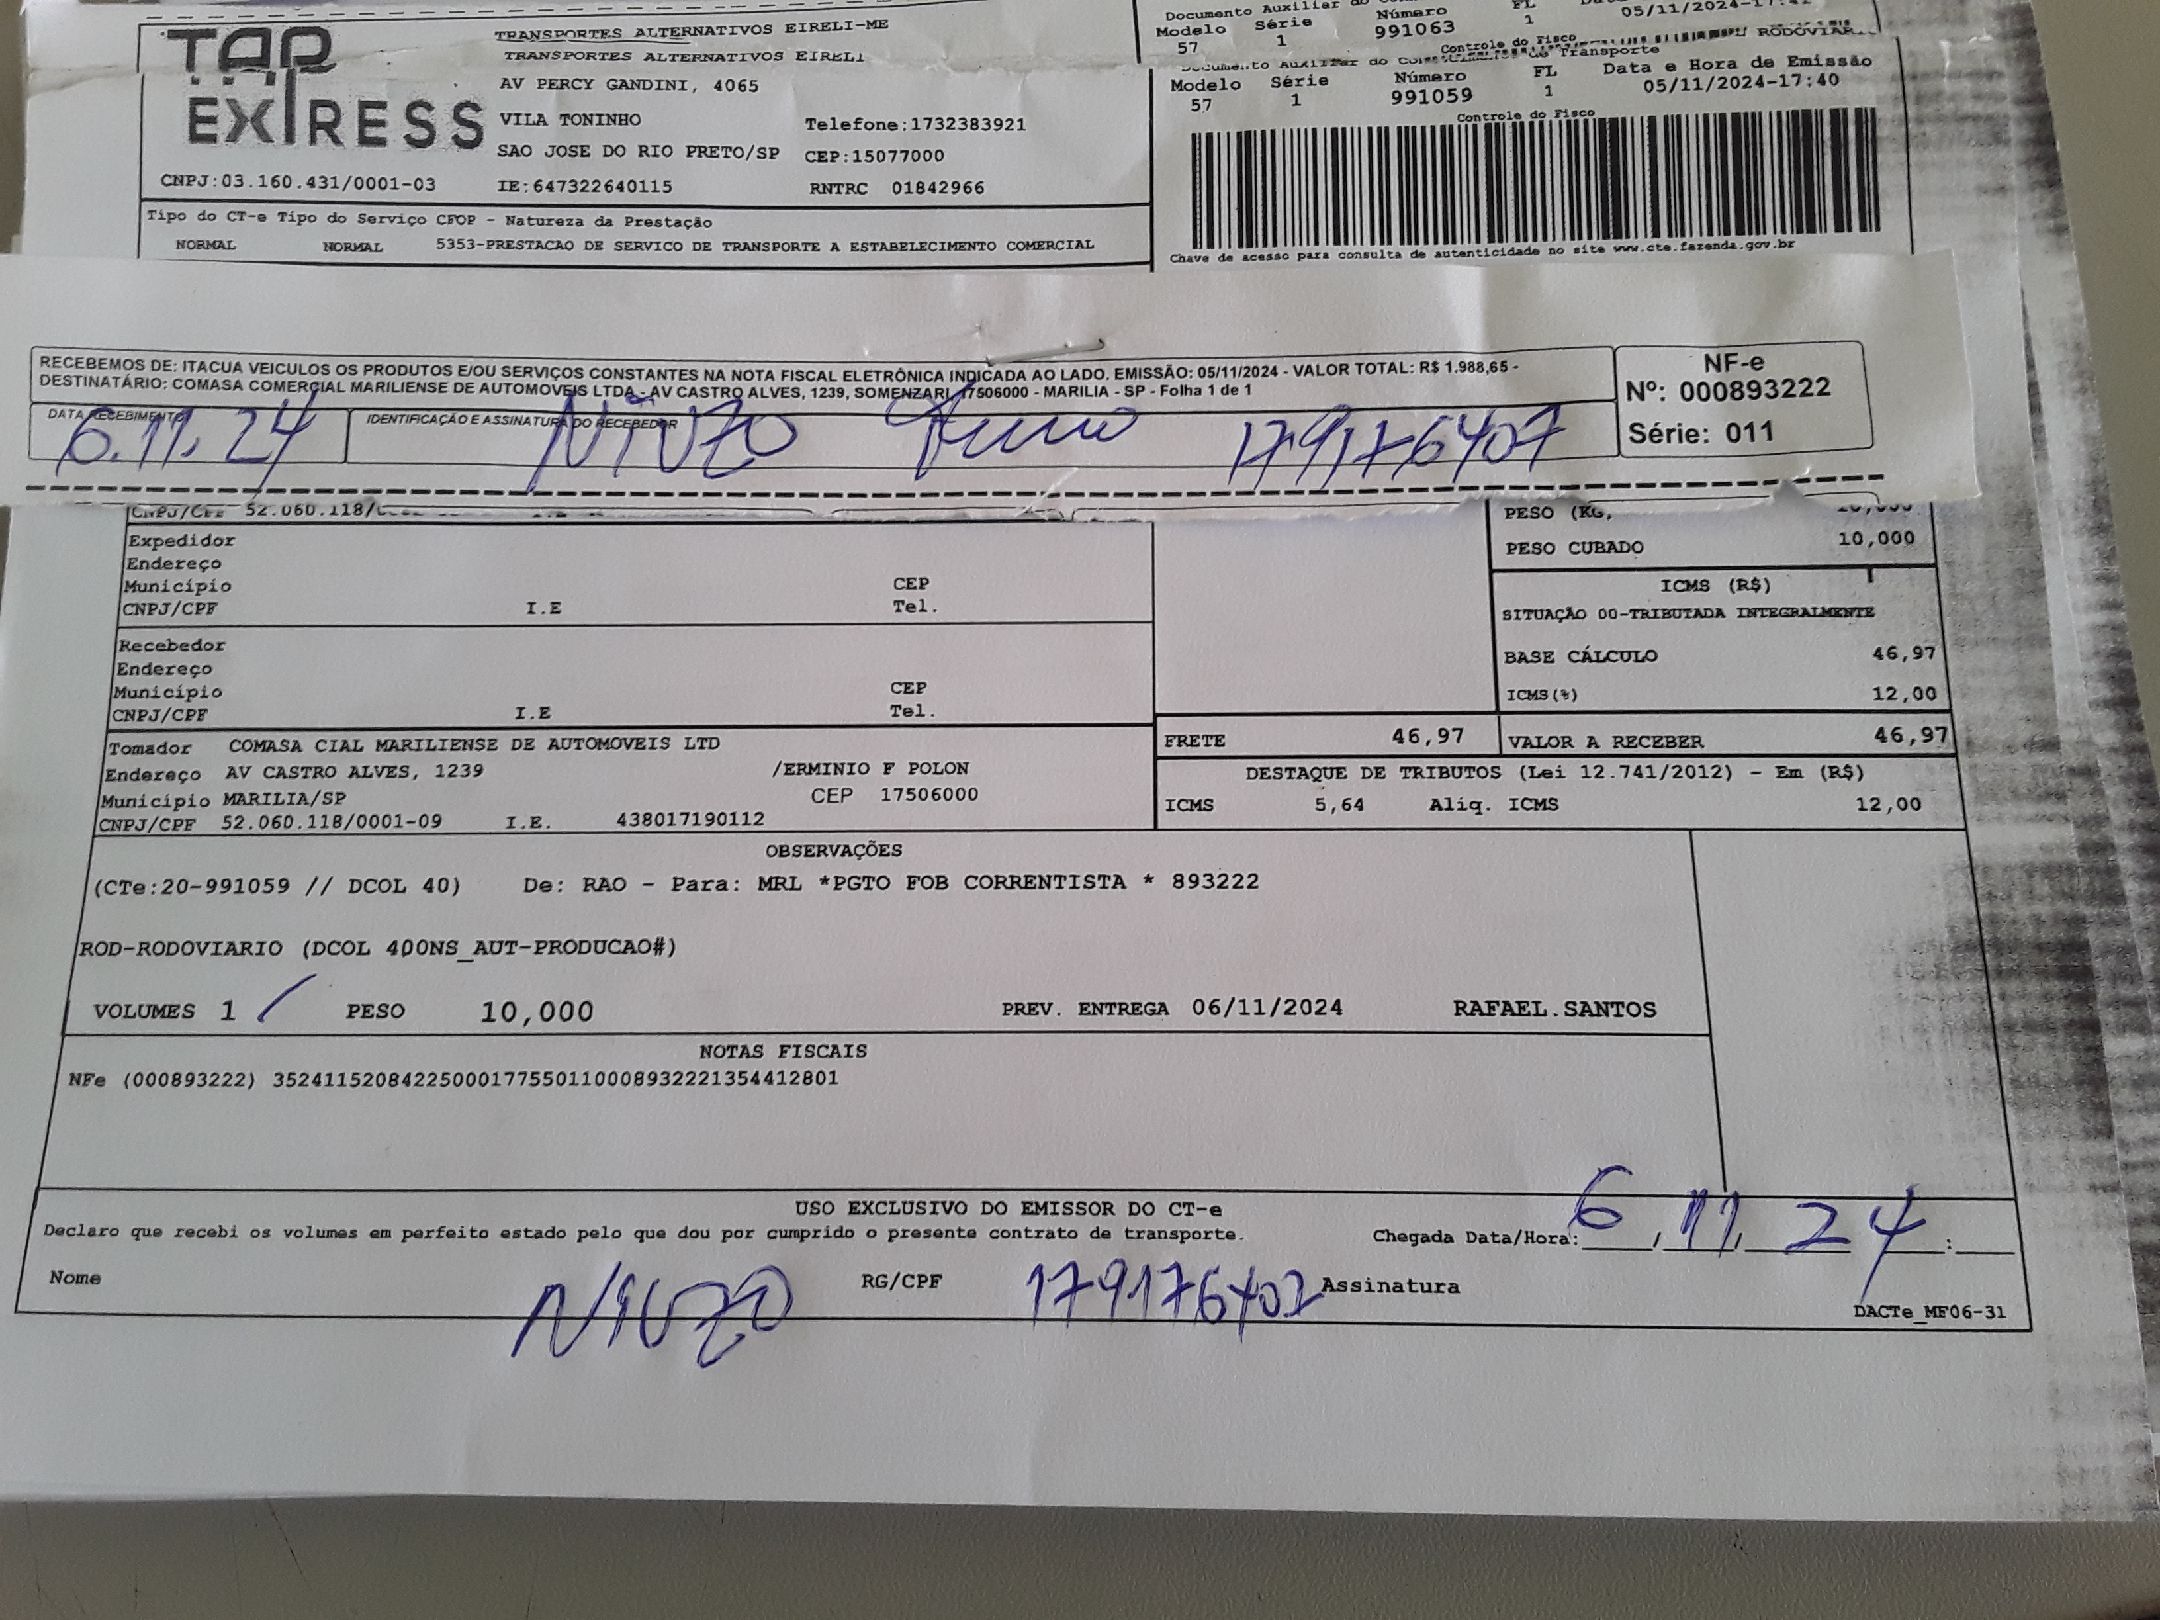 TRANSPORTES ALTERNATIVOS EIRELI-ME
Modelo Série Número FL 05/11/2024-17:41
57 1 991063 1
Controle do Fisco
TAP
EXPRESS
TRANSPORTES ALTERNATIVOS EIRELI
AV PERCY GANDINI, 4065
VILA TONINHO Telefone:1732383921
SAO JOSE DO RIO PRETO/SP CEP:15077000
CNPJ:03.160.431/0001-03 IE:647322640115 RNTRC 01842966
Documento Auxiliar do Conhecimento de Transporte
Modelo Série Número FL Data e Hora de Emissão
57 1 991059 1 05/11/2024-17:40
Controle do Fisco
Chave de acesso para consulta de autenticidade no site www.cte.fazenda.gov.br
Tipo do CT-e Tipo do Serviço CFOP - Natureza da Prestação
NORMAL NORMAL 5353-PRESTACAO DE SERVICO DE TRANSPORTE A ESTABELECIMENTO COMERCIAL
RECEBEMOS DE: ITACUA VEICULOS OS PRODUTOS E/OU SERVIÇOS CONSTANTES NA NOTA FISCAL ELETRÔNICA INDICADA AO LADO. EMISSÃO: 05/11/2024 - VALOR TOTAL: R$ 1.988,65 -
DESTINATÁRIO: COMASA COMERCIAL MARILIENSE DE AUTOMOVEIS LTDA - AV CASTRO ALVES, 1239, SOMENZARI, 17506000 - MARILIA - SP - Folha 1 de 1
NF-e
Nº: 000893222
Série: 011
DATA RECEBIMENTO IDENTIFICAÇÃO E ASSINATURA DO RECEBEDOR
6.11.24 179176407
CNPJ/CPF 52.060.118/
PESO (KG,
PESO CUBADO 10,000
Expedidor
Endereço
Município CEP
CNPJ/CPF I.E Tel.
ICMS (R$)
SITUAÇÃO 00-TRIBUTADA INTEGRALMENTE
BASE CÁLCULO 46,97
ICMS(%) 12,00
Recebedor
Endereço
Município CEP
CNPJ/CPF I.E Tel.
FRETE 46,97 VALOR A RECEBER 46,97
Tomador COMASA CIAL MARILIENSE DE AUTOMOVEIS LTD
Endereço AV CASTRO ALVES, 1239 /ERMINIO F POLON
Município MARILIA/SP CEP 17506000
CNPJ/CPF 52.060.118/0001-09 I.E. 438017190112
DESTAQUE DE TRIBUTOS (Lei 12.741/2012) - Em (R$)
ICMS 5,64 Aliq. ICMS 12,00
OBSERVAÇÕES
(CTe:20-991059 // DCOL 40) De: RAO - Para: MRL *PGTO FOB CORRENTISTA * 893222
ROD-RODOVIARIO (DCOL 400NS_AUT-PRODUCAO#)
VOLUMES 1 / PESO 10,000 PREV. ENTREGA 06/11/2024 RAFAEL.SANTOS
NOTAS FISCAIS
NFe (000893222) 35241152084225000177550110008932221354412801
USO EXCLUSIVO DO EMISSOR DO CT-e
Declaro que recebi os volumes em perfeito estado pelo que dou por cumprido o presente contrato de transporte. Chegada Data/Hora: 6, 11, 24 :
Nome RG/CPF 179176407 Assinatura
DACTe_MF06-31